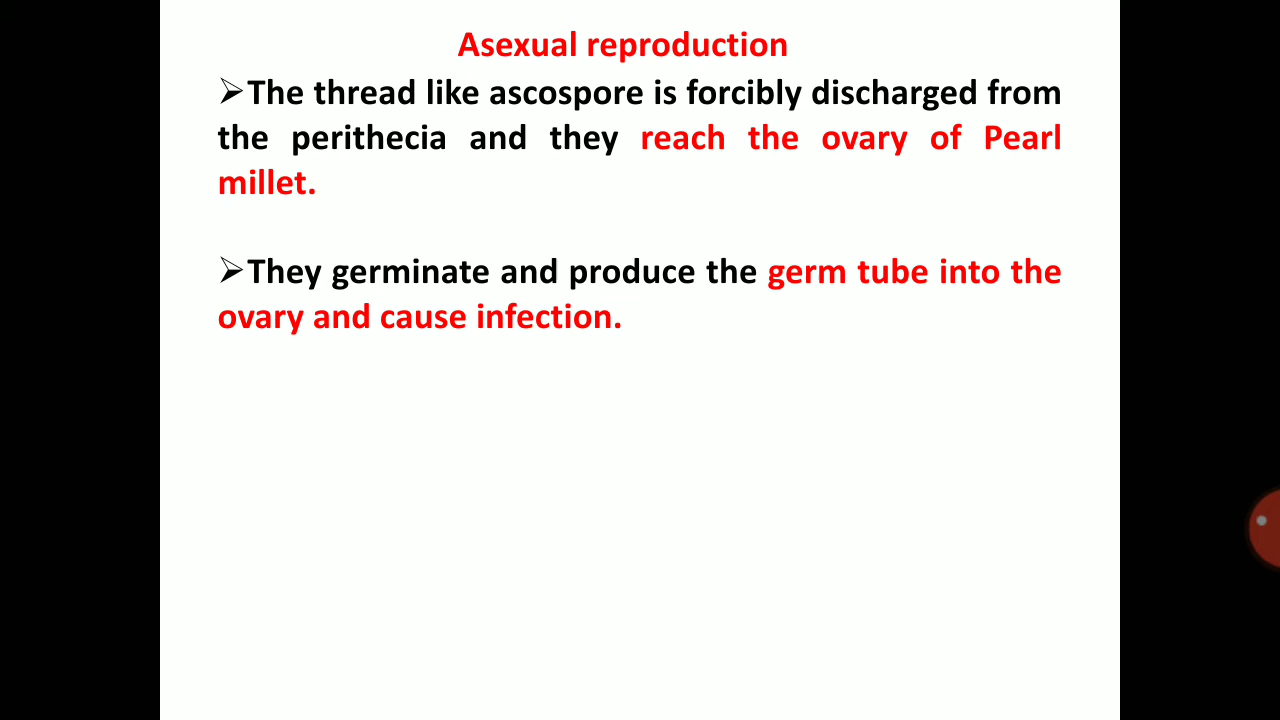 Asexual reproduction
➢The thread like ascospore is forcibly discharged from
the perithecia and they reach the ovary of Pearl
millet.
➢They germinate and produce the germ tube into the
ovary and cause infection.